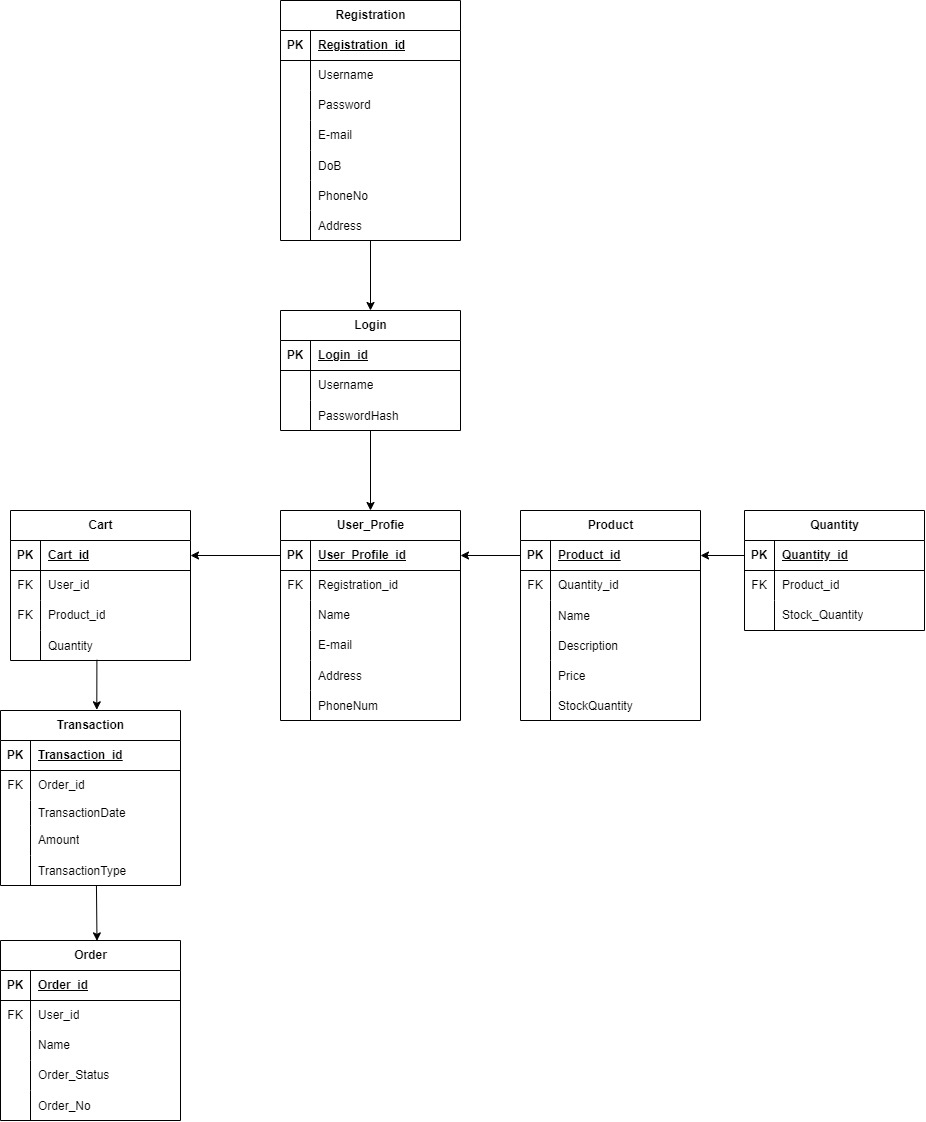 Registration
PK Registration_id
Username
Password
E-mail
DoB
PhoneNo
Address
Login
PK Login_id
Username
PasswordHash
Cart
PK Cart_id
FK User_id
FK Product_id
Quantity
User_Profie
PK User_Profile_id
FK Registration_id
Name
E-mail
Address
PhoneNum
Product
PK Product_id
FK Quantity_id
Name
Description
Price
StockQuantity
Quantity
PK Quantity_id
FK Product_id
Stock_Quantity
Transaction
PK Transaction_id
FK Order_id
TransactionDate
Amount
TransactionType
Order
PK Order_id
FK User_id
Name
Order_Status
Order_No